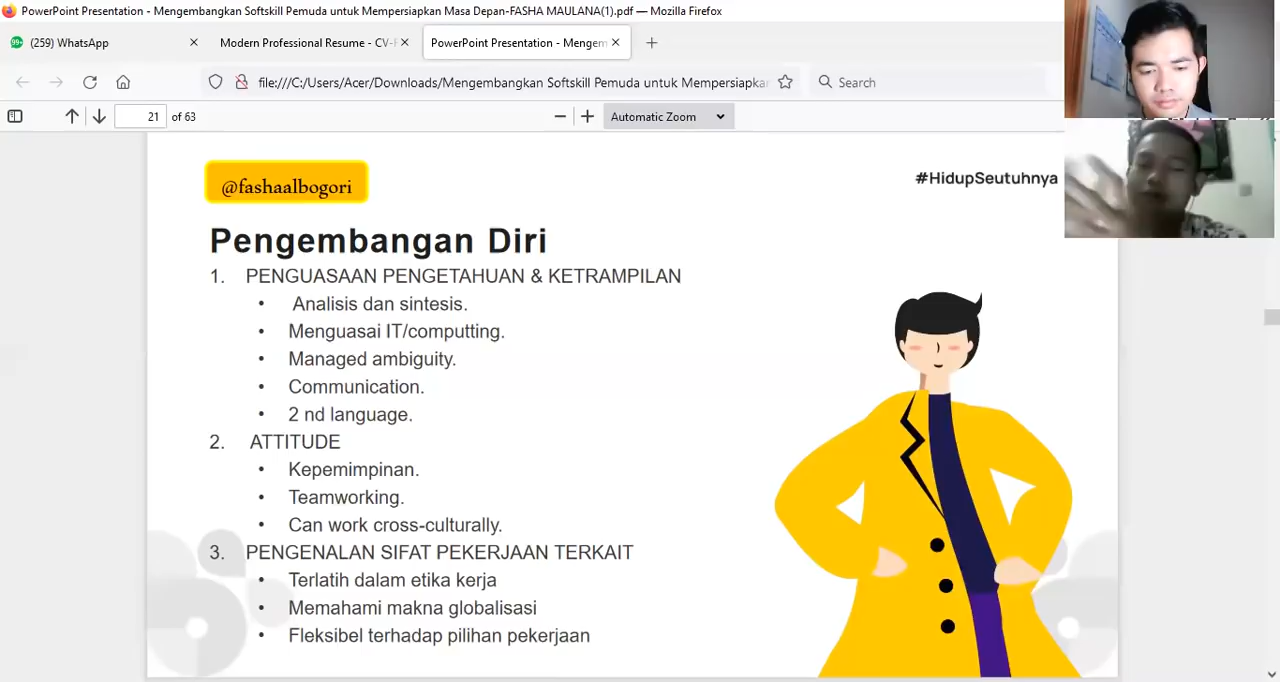 PowerPoint Presentation - Mengembangkan Softskill Pemuda untuk Mempersiapkan Masa Depan-FASHA MAULANA(1).pdf — Mozilla Firefox
99+ (259) WhatsApp
Modern Professional Resume - CV-
PowerPoint Presentation - Mengem
file:///C:/Users/Acer/Downloads/Mengembangkan Softskill Pemuda untuk Mempersiapka
Search
21 of 63
Automatic Zoom
@fashaalbogori
#HidupSeutuhnya
Pengembangan Diri
1. PENGUASAAN PENGETAHUAN & KETRAMPILAN
• Analisis dan sintesis.
• Menguasai IT/computting.
• Managed ambiguity.
• Communication.
• 2 nd language.
2. ATTITUDE
• Kepemimpinan.
• Teamworking.
• Can work cross-culturally.
3. PENGENALAN SIFAT PEKERJAAN TERKAIT
• Terlatih dalam etika kerja
• Memahami makna globalisasi
• Fleksibel terhadap pilihan pekerjaan